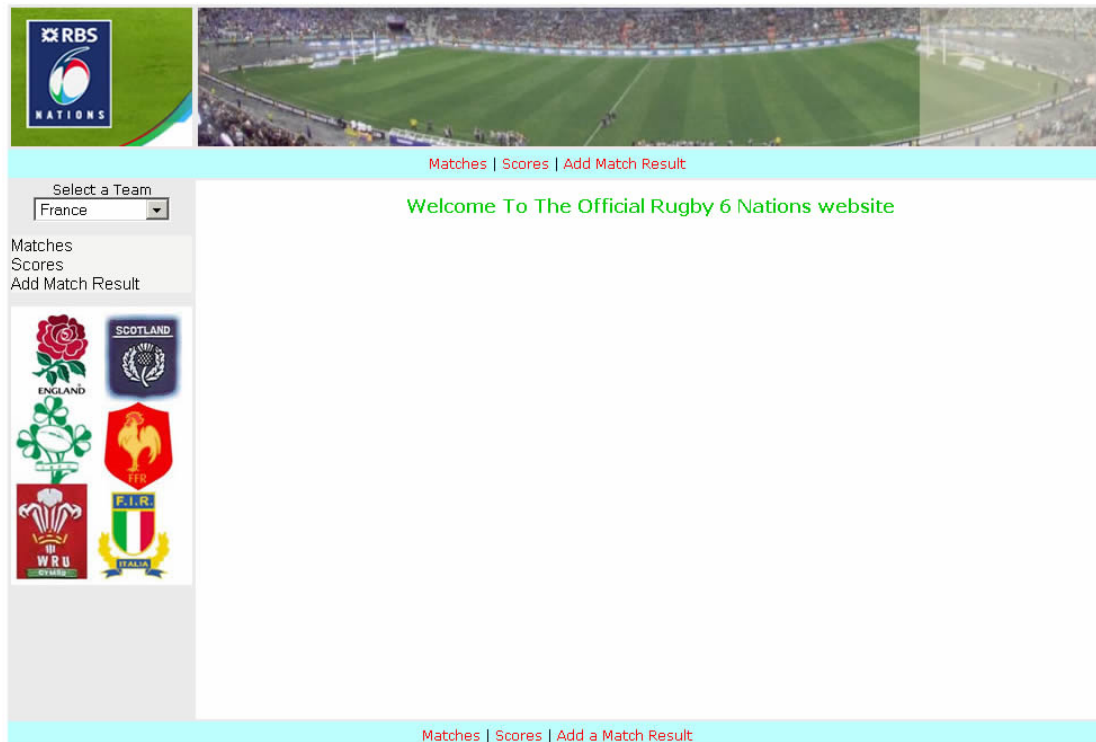 RBS
6
NATIONS
Matches | Scores | Add Match Result
Select a Team
France
Welcome To The Official Rugby 6 Nations website
Matches
Scores
Add Match Result
SCOTLAND
ENGLAND
FFR
F.I.R.
WRU
CYMRU
ITALIA
Matches | Scores | Add a Match Result